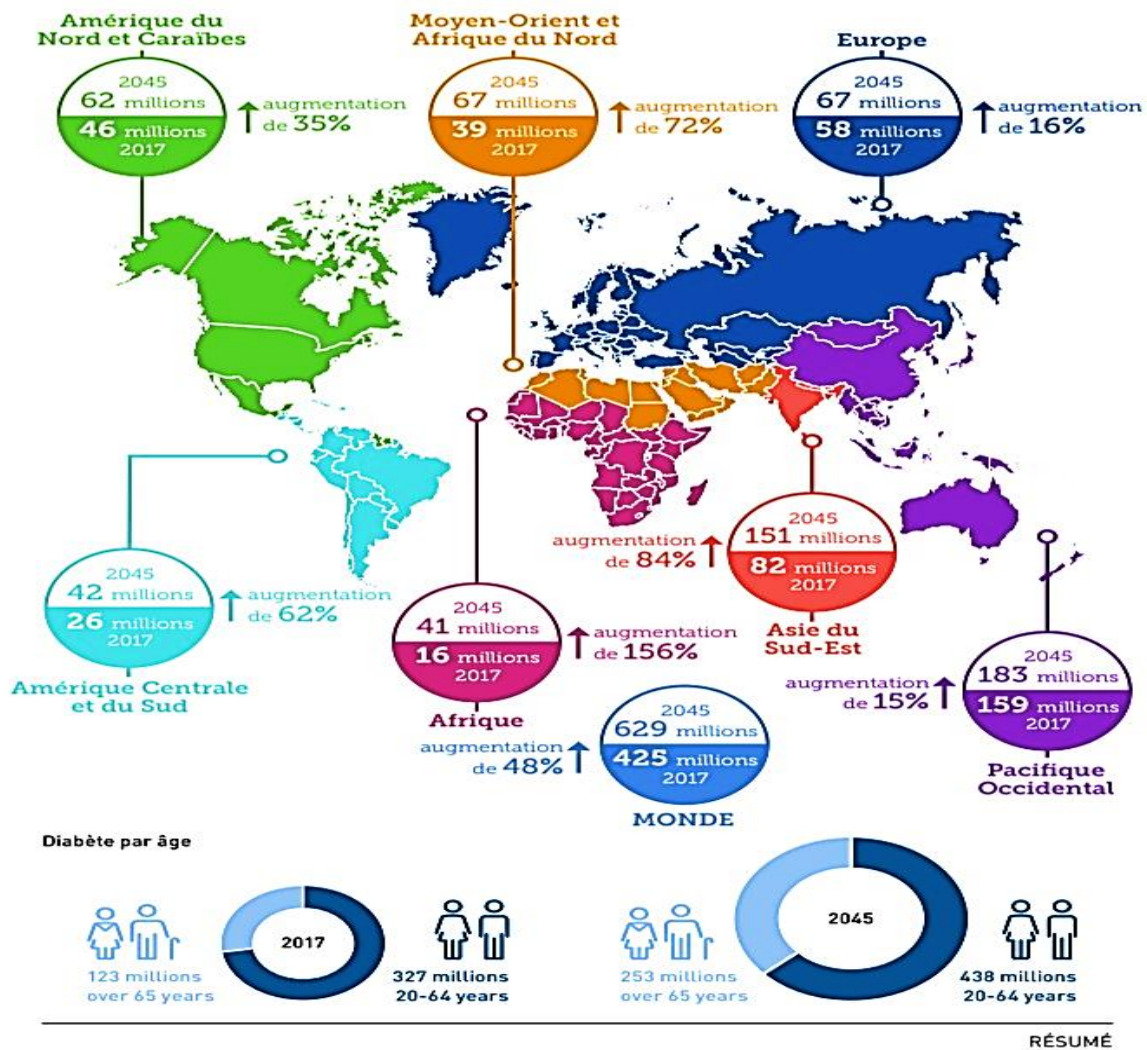 Amérique du
Nord et Caraïbes
2045
62 millions
46 millions
2017
augmentation
de 35%
Moyen-Orient et
Afrique du Nord
2045
67 millions
39 millions
2017
augmentation
de 72%
Europe
2045
67 millions
58 millions
2017
augmentation
de 16%
2045
42 millions
26 millions
2017
augmentation
de 62%
Amérique Centrale
et du Sud
2045
41 millions
16 millions
2017
augmentation
de 156%
Afrique
augmentation
de 84%
2045
151 millions
82 millions
2017
Asie du
Sud-Est
augmentation
de 15%
2045
183 millions
159 millions
2017
Pacifique
Occidental
augmentation
de 48%
2045
629 millions
425 millions
2017
MONDE
Diabète par âge
123 millions
over 65 years
2017
327 millions
20-64 years
253 millions
over 65 years
2045
438 millions
20-64 years
RÉSUMÉ